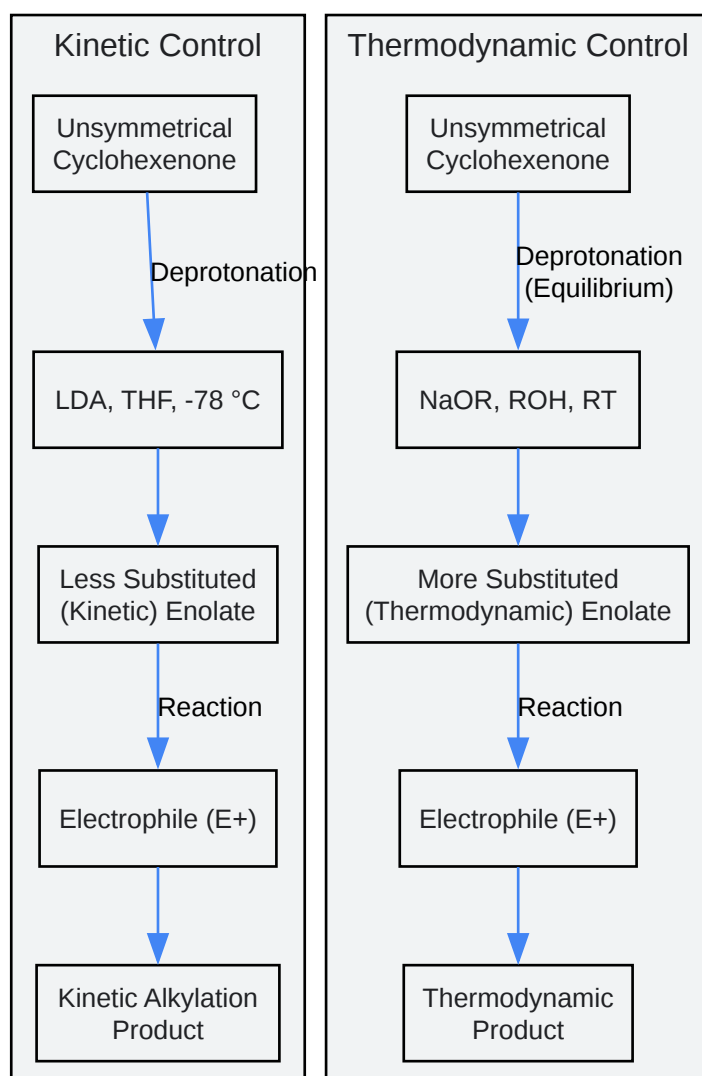 Kinetic Control
Unsymmetrical
Cyclohexenone
Deprotonation
LDA, THF, -78 °C
Less Substituted
(Kinetic) Enolate
Reaction
Electrophile (E+)
Kinetic Alkylation
Product
Thermodynamic Control
Unsymmetrical
Cyclohexenone
Deprotonation
(Equilibrium)
NaOR, ROH, RT
More Substituted
(Thermodynamic) Enolate
Reaction
Electrophile (E+)
Thermodynamic
Product